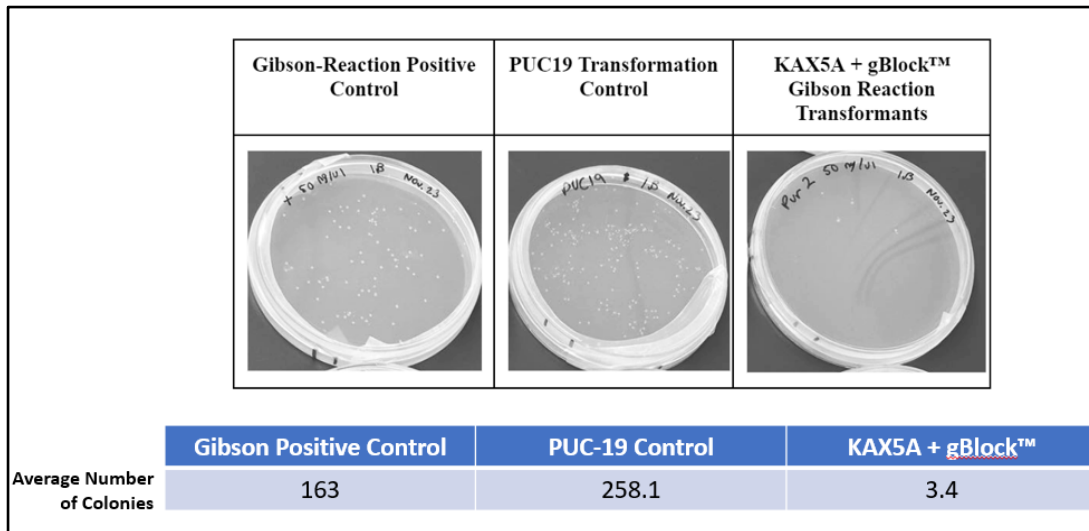 Gibson-Reaction Positive
Control
PUC19 Transformation
Control
KAX5A + gBlock™
Gibson Reaction
Transformants
+ 50 ng/ul 1B Nov. 23
PUC19 1B Nov. 23
Pur 2 50 ng/ul 1B Nov. 23
Gibson Positive Control
PUC-19 Control
KAX5A + gBlock™
Average Number
of Colonies
163
258.1
3.4